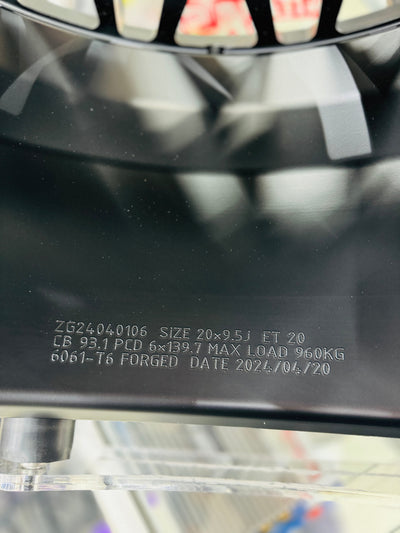 ZG24040106 SIZE 20×9.5J ET 20
CB 93.1 PCD 6×139.7 MAX LOAD 960KG
6061-T6 FORGED DATE 2024/04/20